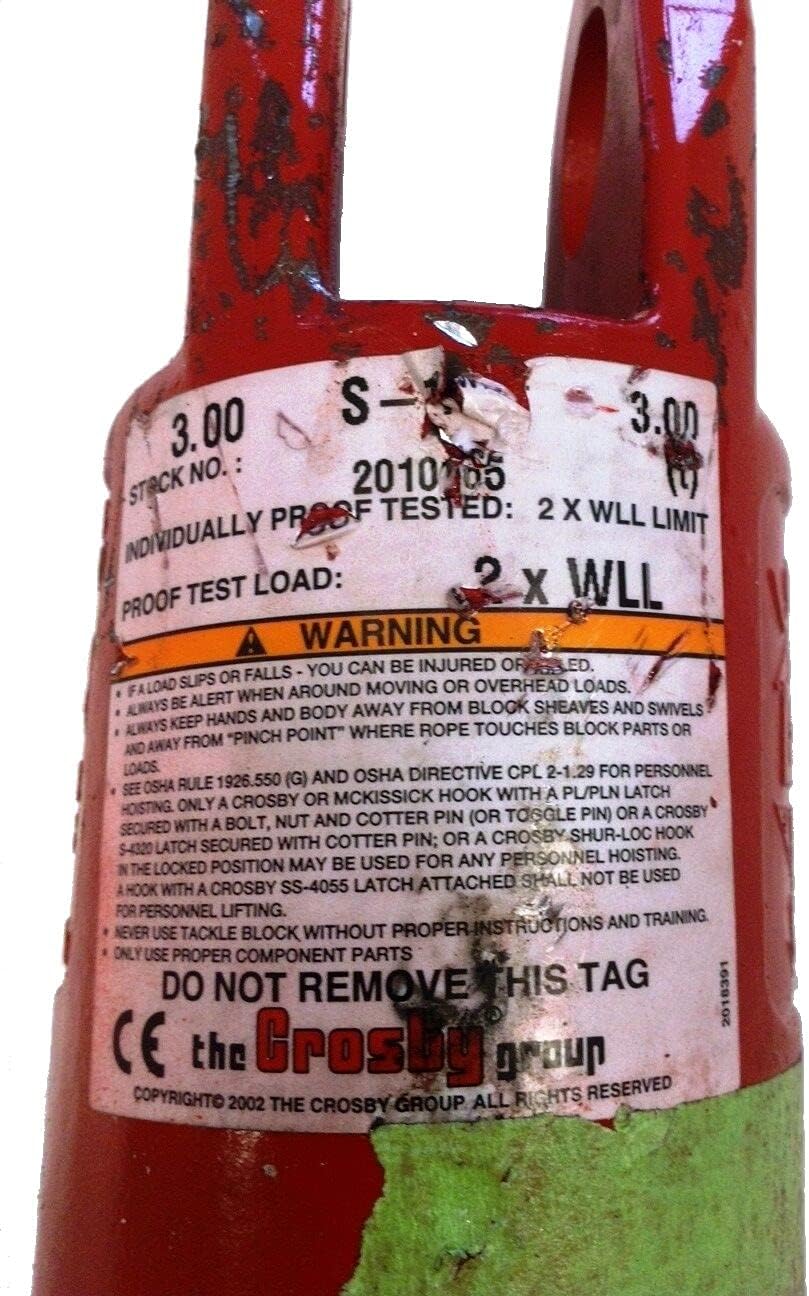 3.00 S- 3.00
STOCK NO.: (t)
INDIVIDUALLY PROOF TESTED: 2 X WLL LIMIT
PROOF TEST LOAD: 2 x WLL
WARNING
• IF A LOAD SLIPS OR FALLS - YOU CAN BE INJURED OR KILLED.
• ALWAYS BE ALERT WHEN AROUND MOVING OR OVERHEAD LOADS.
• ALWAYS KEEP HANDS AND BODY AWAY FROM BLOCK SHEAVES AND SWIVELS
AND AWAY FROM "PINCH POINT" WHERE ROPE TOUCHES BLOCK PARTS OR
LOADS.
• SEE OSHA RULE 1926.550 (G) AND OSHA DIRECTIVE CPL 2-1.29 FOR PERSONNEL
HOISTING. ONLY A CROSBY OR MCKISSICK HOOK WITH A PL/PLN LATCH
SECURED WITH A BOLT, NUT AND COTTER PIN (OR TOGGLE PIN) OR A CROSBY
S-4320 LATCH SECURED WITH COTTER PIN; OR A CROSBY SHUR-LOC HOOK
IN THE LOCKED POSITION MAY BE USED FOR ANY PERSONNEL HOISTING.
A HOOK WITH A CROSBY SS-4055 LATCH ATTACHED SHALL NOT BE USED
FOR PERSONNEL LIFTING.
• NEVER USE TACKLE BLOCK WITHOUT PROPER INSTRUCTIONS AND TRAINING.
• ONLY USE PROPER COMPONENT PARTS
DO NOT REMOVE THIS TAG
CE the Crosby® group
COPYRIGHT© 2002 THE CROSBY GROUP ALL RIGHTS RESERVED
2018391